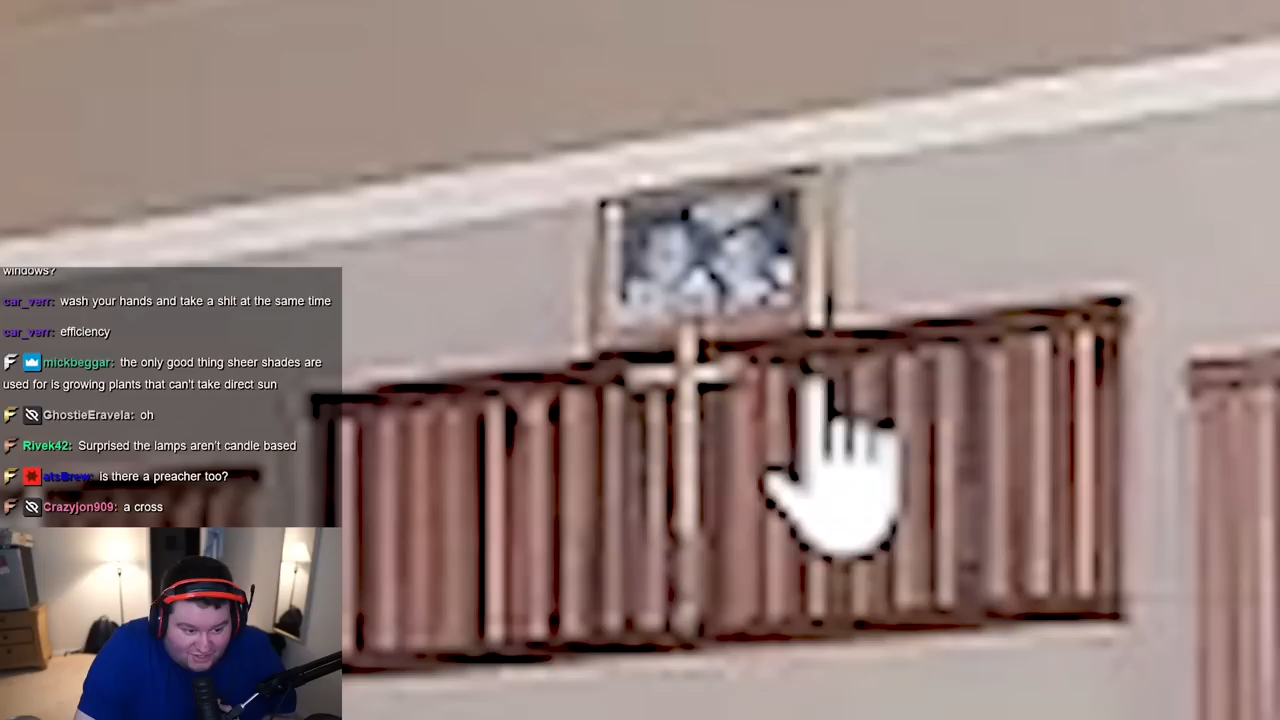 windows?
car_verr: wash your hands and take a shit at the same time
car_verr: efficiency
mickbeggar: the only good thing sheer shades are
used for is growing plants that can't take direct sun
GhostieEravela: oh
Rivek42: Surprised the lamps aren't candle based
atsBrew: is there a preacher too?
Crazyjon909: a cross